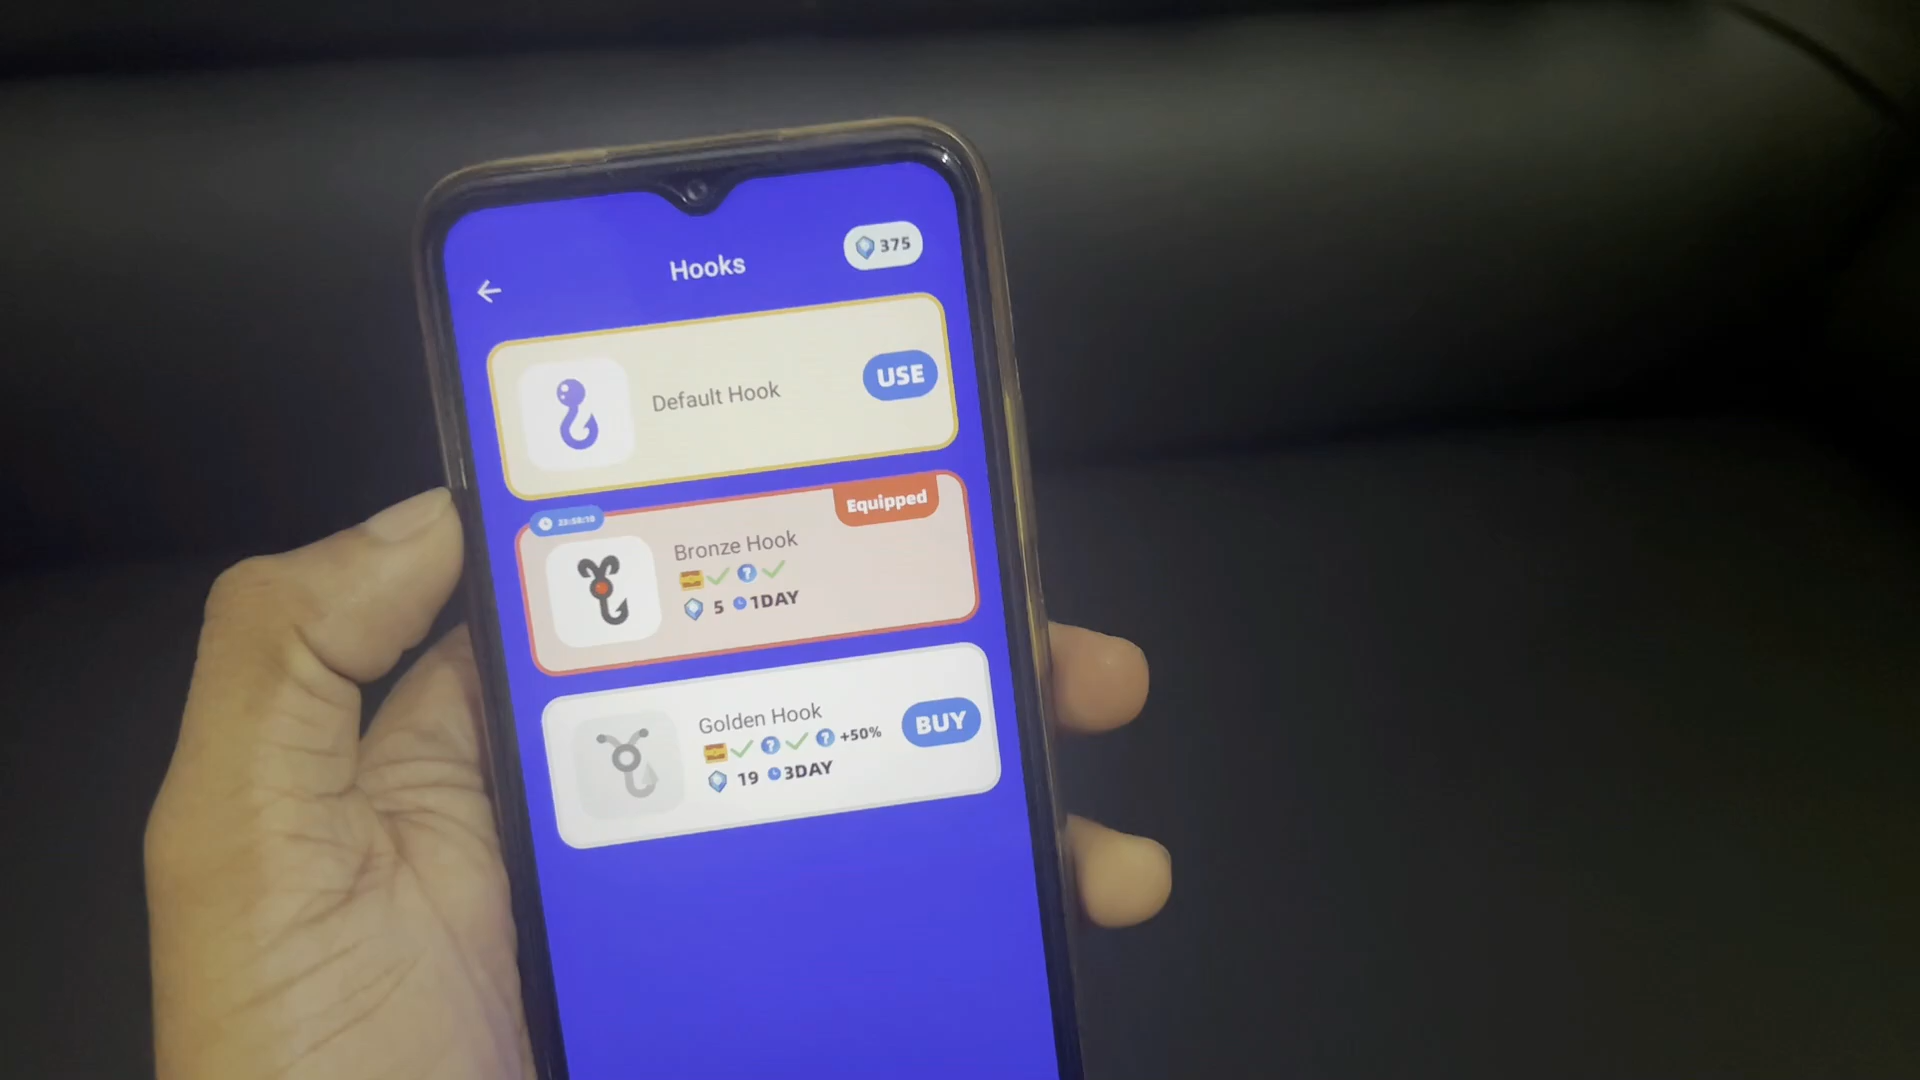 Hooks
375
Default Hook
USE
Equipped
Bronze Hook
?
5 1DAY
Golden Hook
BUY
? ? +50%
19 3DAY